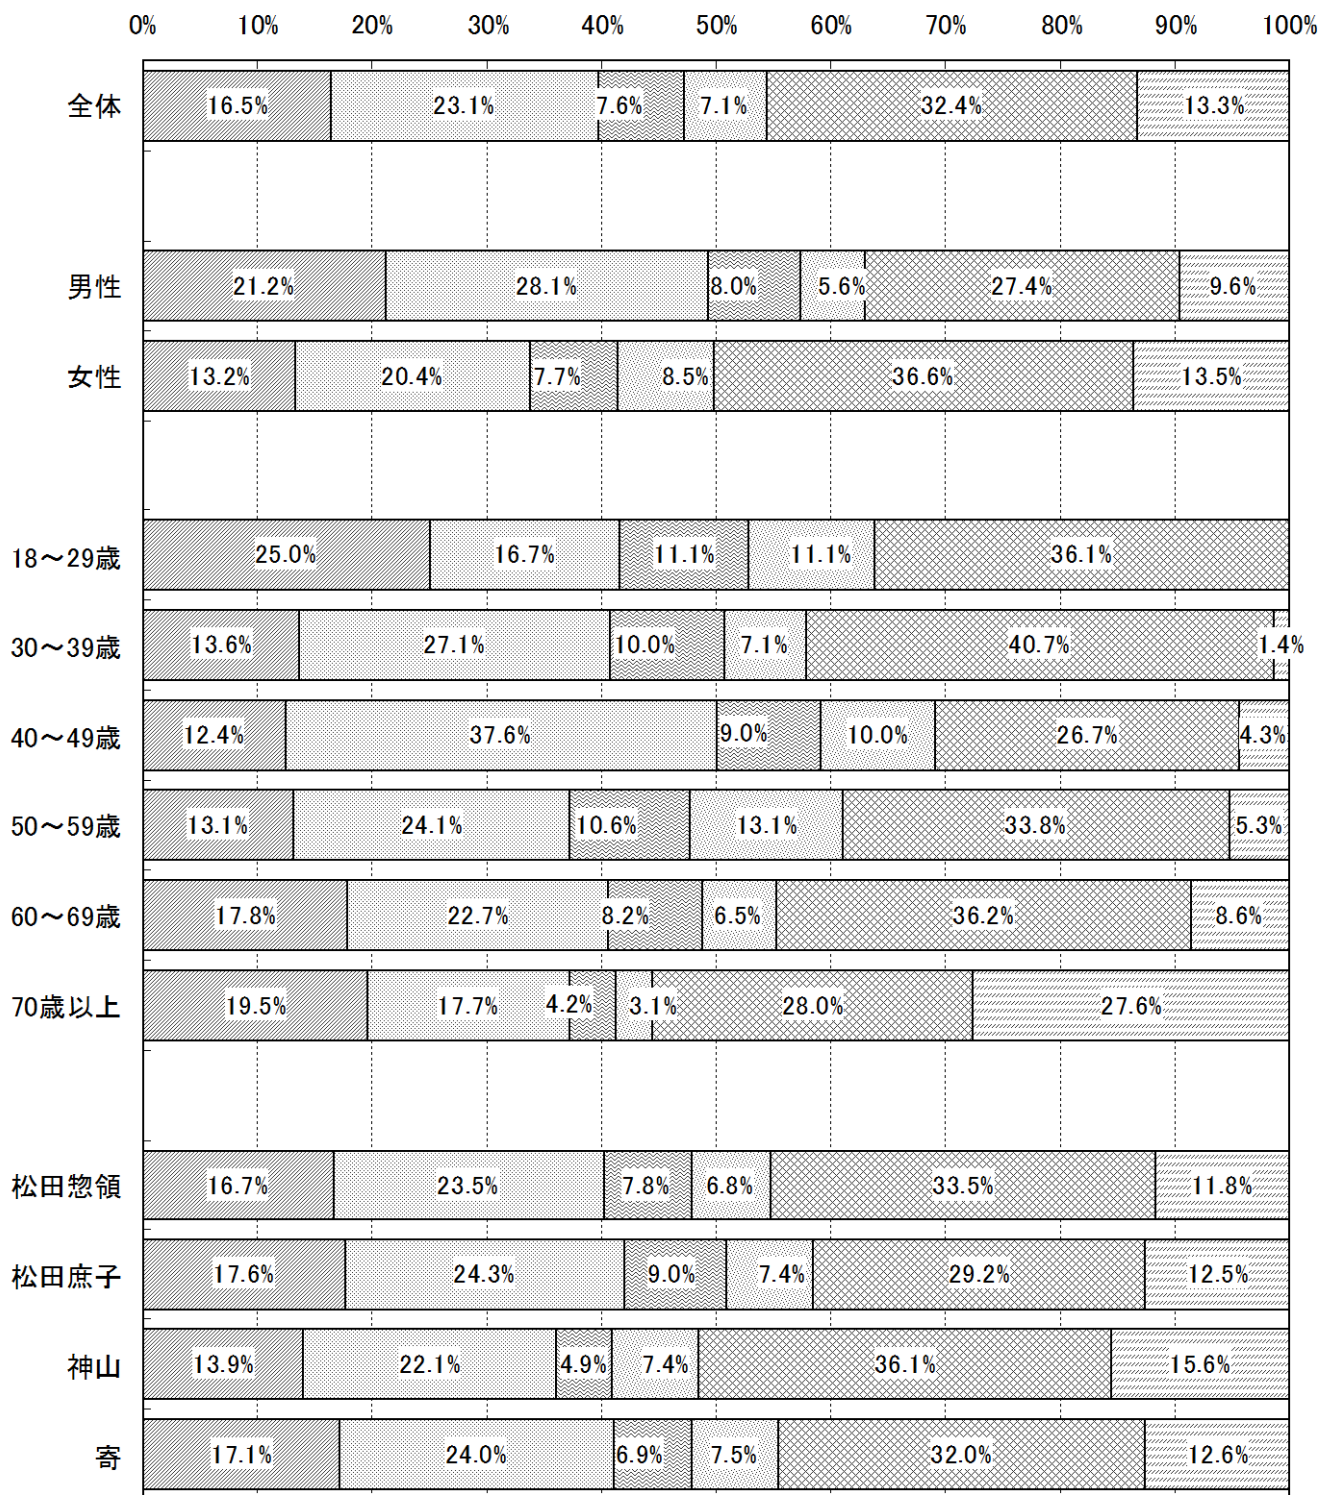 0% 10% 20% 30% 40% 50% 60% 70% 80% 90% 100%
全体 16.5% 23.1% 7.6% 7.1% 32.4% 13.3%
男性 21.2% 28.1% 8.0% 5.6% 27.4% 9.6%
女性 13.2% 20.4% 7.7% 8.5% 36.6% 13.5%
18～29歳 25.0% 16.7% 11.1% 11.1% 36.1%
30～39歳 13.6% 27.1% 10.0% 7.1% 40.7% 1.4%
40～49歳 12.4% 37.6% 9.0% 10.0% 26.7% 4.3%
50～59歳 13.1% 24.1% 10.6% 13.1% 33.8% 5.3%
60～69歳 17.8% 22.7% 8.2% 6.5% 36.2% 8.6%
70歳以上 19.5% 17.7% 4.2% 3.1% 28.0% 27.6%
松田惣領 16.7% 23.5% 7.8% 6.8% 33.5% 11.8%
松田庶子 17.6% 24.3% 9.0% 7.4% 29.2% 12.5%
神山 13.9% 22.1% 4.9% 7.4% 36.1% 15.6%
寄 17.1% 24.0% 6.9% 7.5% 32.0% 12.6%